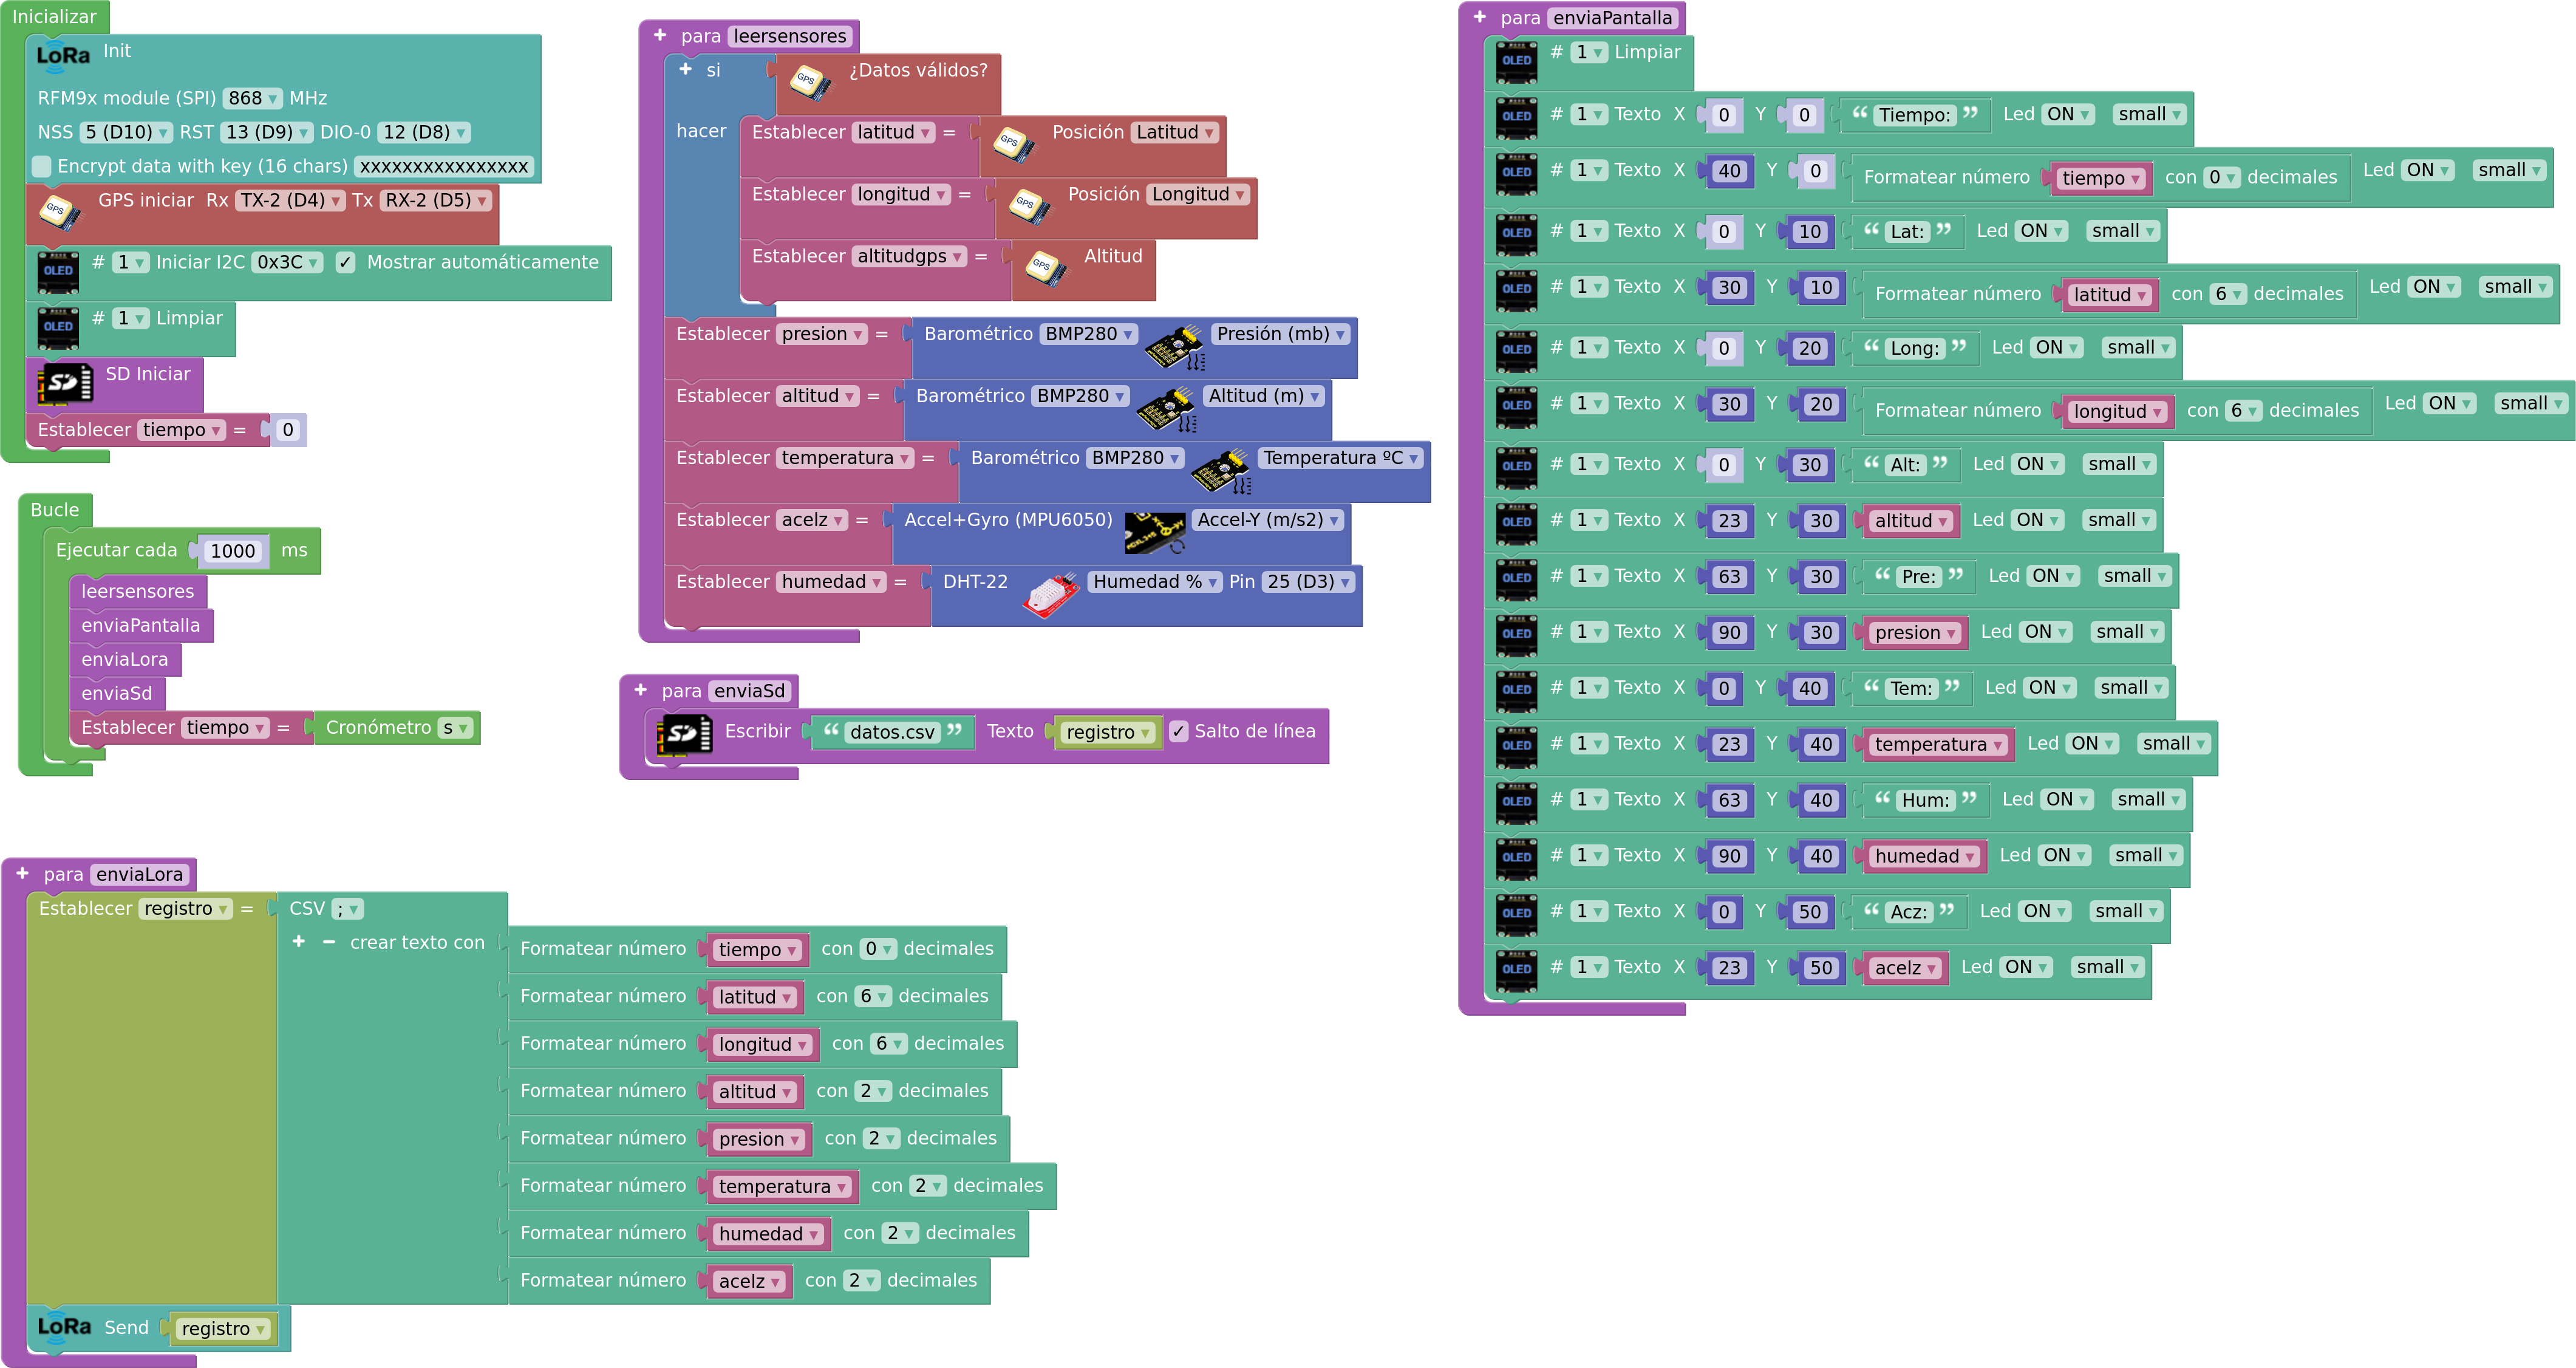 Inicializar
LoRa Init
RFM9x module (SPI) 868 MHz
NSS 5 (D10) RST 13 (D9) DIO-0 12 (D8)
Encrypt data with key (16 chars) xxxxxxxxxxxxxxxx
GPS GPS iniciar Rx TX-2 (D4) Tx RX-2 (D5)
OLED # 1 Iniciar I2C 0x3C ✓ Mostrar automáticamente
OLED # 1 Limpiar
SD SD Iniciar
Establecer tiempo = 0
Bucle
Ejecutar cada 1000 ms
leersensores
enviaPantalla
enviaLora
enviaSd
Establecer tiempo = Cronómetro s
+ para enviaLora
Establecer registro = CSV ;
+ − crear texto con Formatear número tiempo con 0 decimales
Formatear número latitud con 6 decimales
Formatear número longitud con 6 decimales
Formatear número altitud con 2 decimales
Formatear número presion con 2 decimales
Formatear número temperatura con 2 decimales
Formatear número humedad con 2 decimales
Formatear número acelz con 2 decimales
LoRa Send registro
+ para leersensores
+ si GPS ¿Datos válidos?
hacer Establecer latitud = GPS Posición Latitud
Establecer longitud = GPS Posición Longitud
Establecer altitudgps = GPS Altitud
Establecer presion = Barométrico BMP280 Presión (mb)
Establecer altitud = Barométrico BMP280 Altitud (m)
Establecer temperatura = Barométrico BMP280 Temperatura ºC
Establecer acelz = Accel+Gyro (MPU6050) Accel-Y (m/s2)
Establecer humedad = DHT-22 Humedad % Pin 25 (D3)
+ para enviaSd
SD Escribir “ datos.csv ” Texto registro ✓ Salto de línea
+ para enviaPantalla
OLED # 1 Limpiar
OLED # 1 Texto X 0 Y 0 “ Tiempo: ” Led ON small
OLED # 1 Texto X 40 Y 0 Formatear número tiempo con 0 decimales Led ON small
OLED # 1 Texto X 0 Y 10 “ Lat: ” Led ON small
OLED # 1 Texto X 30 Y 10 Formatear número latitud con 6 decimales Led ON small
OLED # 1 Texto X 0 Y 20 “ Long: ” Led ON small
OLED # 1 Texto X 30 Y 20 Formatear número longitud con 6 decimales Led ON small
OLED # 1 Texto X 0 Y 30 “ Alt: ” Led ON small
OLED # 1 Texto X 23 Y 30 altitud Led ON small
OLED # 1 Texto X 63 Y 30 “ Pre: ” Led ON small
OLED # 1 Texto X 90 Y 30 presion Led ON small
OLED # 1 Texto X 0 Y 40 “ Tem: ” Led ON small
OLED # 1 Texto X 23 Y 40 temperatura Led ON small
OLED # 1 Texto X 63 Y 40 “ Hum: ” Led ON small
OLED # 1 Texto X 90 Y 40 humedad Led ON small
OLED # 1 Texto X 0 Y 50 “ Acz: ” Led ON small
OLED # 1 Texto X 23 Y 50 acelz Led ON small